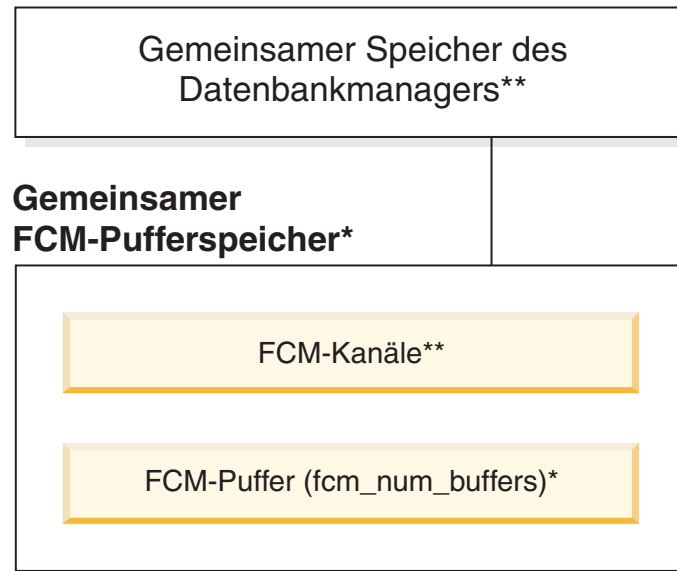 Gemeinsamer Speicher des
Datenbankmanagers**
Gemeinsamer
FCM-Pufferspeicher*
FCM-Kanäle**
FCM-Puffer (fcm_num_buffers)*